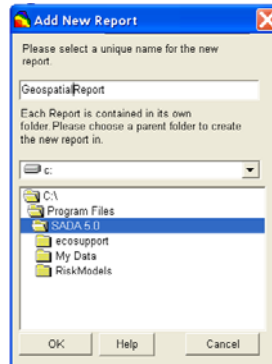 Add New Report
Please select a unique name for the new
report.
GeospatialReport
Each Report is contained in its own
folder.Please choose a parent folder to create
the new report in.
c:
C:\
Program Files
SADA 5.0
ecosupport
My Data
RiskModels
OK Help Cancel